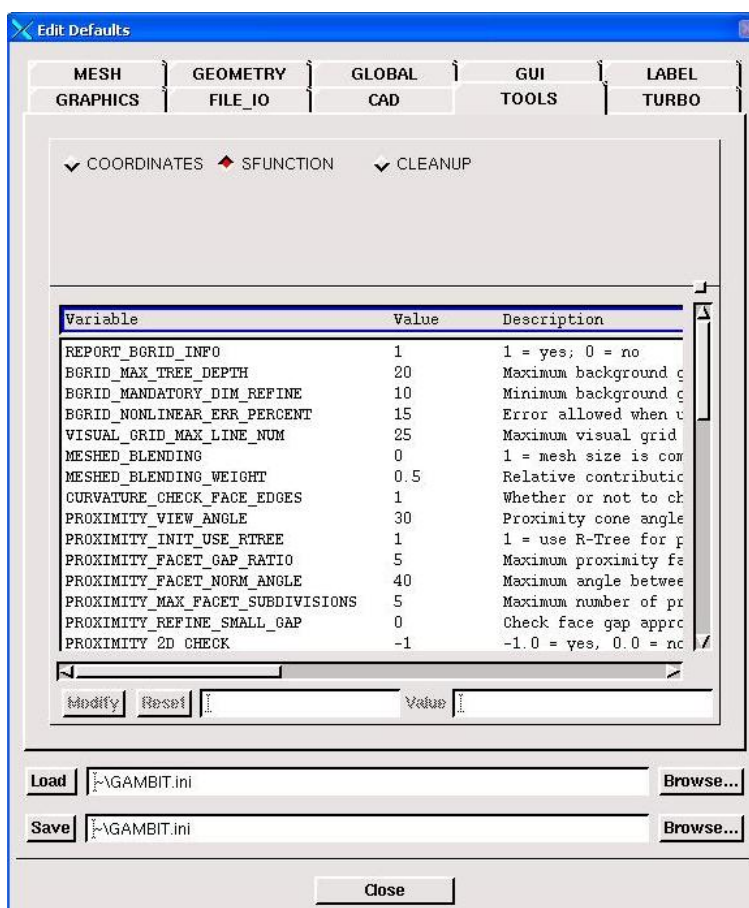 Edit Defaults
MESH GEOMETRY GLOBAL GUI LABEL
GRAPHICS FILE_IO CAD TOOLS TURBO
COORDINATES SFUNCTION CLEANUP
Variable Value Description
REPORT_BGRID_INFO 1 1 = yes; 0 = no
BGRID_MAX_TREE_DEPTH 20 Maximum background
BGRID_MANDATORY_DIM_REFINE 10 Minimum background
BGRID_NONLINEAR_ERR_PERCENT 15 Error allowed when
VISUAL_GRID_MAX_LINE_NUM 25 Maximum visual grid
MESHED_BLENDING 0 1 = mesh size is com
MESHED_BLENDING_WEIGHT 0.5 Relative contributic
CURVATURE_CHECK_FACE_EDGES 1 Whether or not to ch
PROXIMITY_VIEW_ANGLE 30 Proximity cone angle
PROXIMITY_INIT_USE_RTREE 1 1 = use R-Tree for p
PROXIMITY_FACET_GAP_RATIO 5 Maximum proximity fa
PROXIMITY_FACET_NORM_ANGLE 40 Maximum angle betwee
PROXIMITY_MAX_FACET_SUBDIVISIONS 5 Maximum number of pr
PROXIMITY_REFINE_SMALL_GAP 0 Check face gap appro
PROXIMITY_2D_CHECK -1 -1.0 = yes, 0.0 = no
Modify Reset Value
Load ~\GAMBIT.ini Browse...
Save ~\GAMBIT.ini Browse...
Close